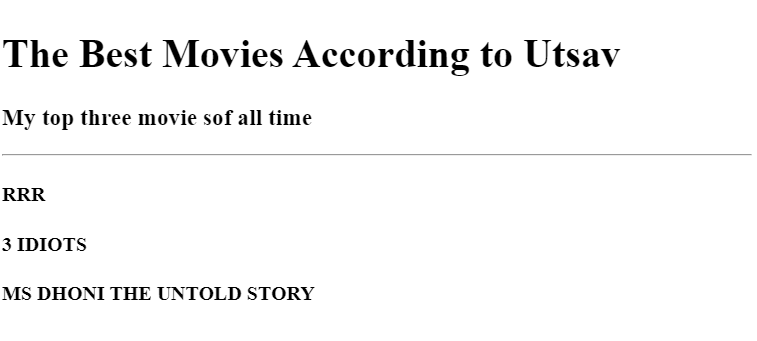 The Best Movies According to Utsav
My top three movie sof all time
RRR
3 IDIOTS
MS DHONI THE UNTOLD STORY